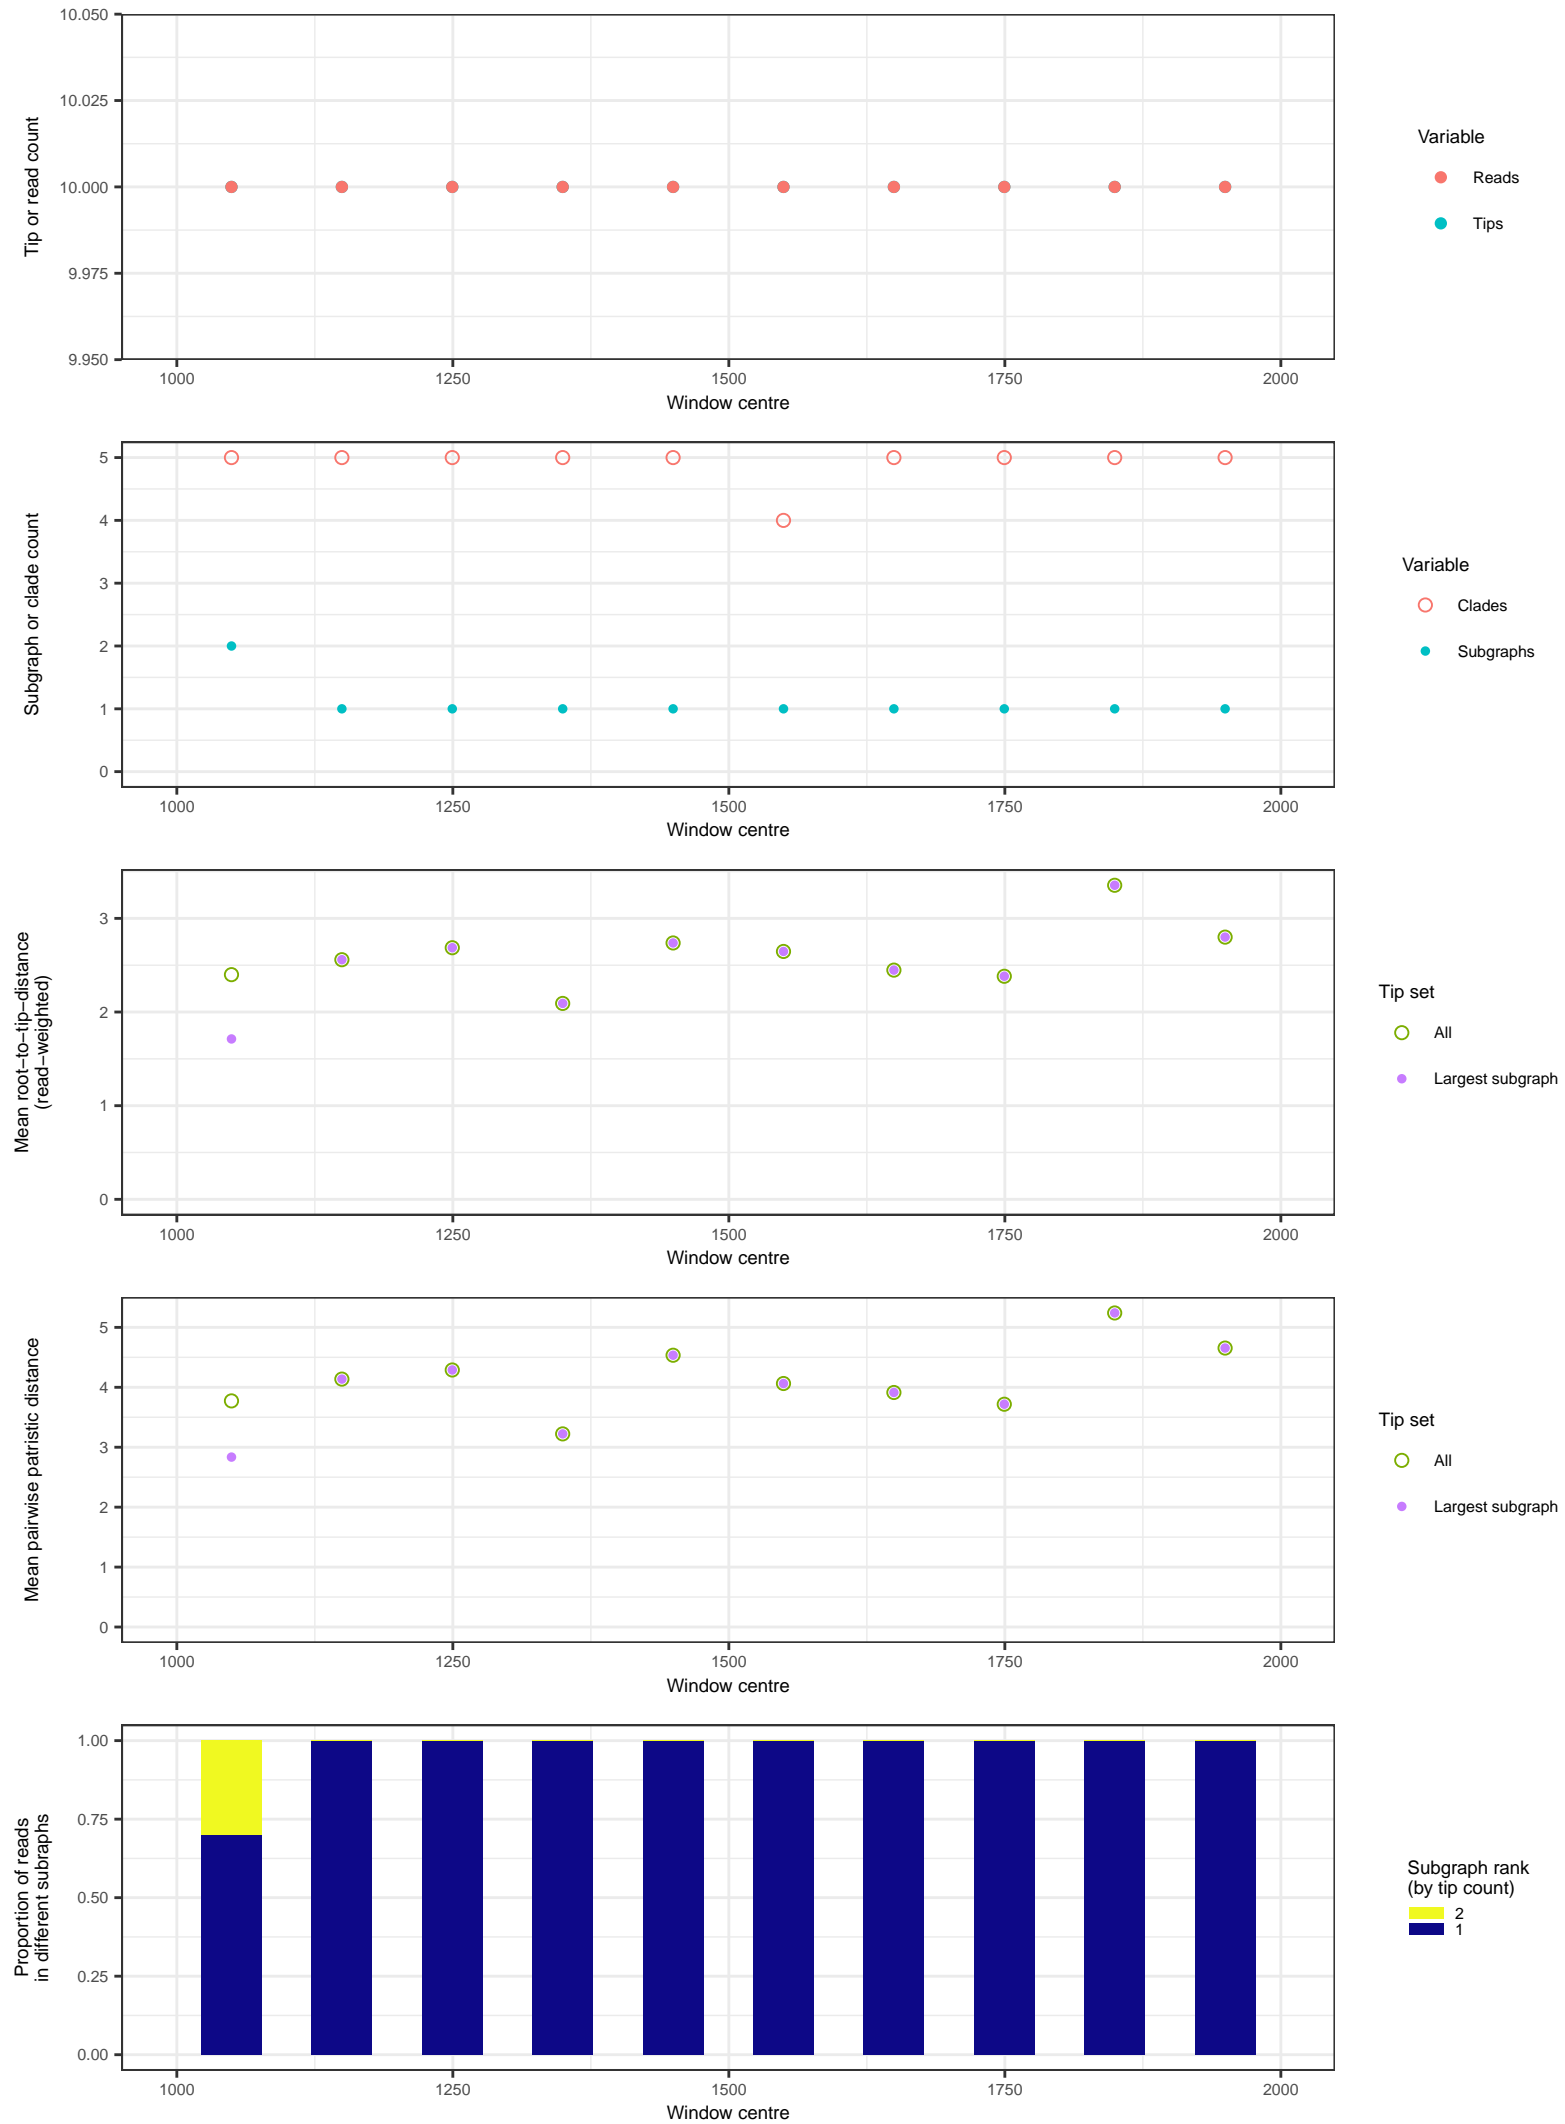 10.050
10.025
10.000
9.975
9.950
Tip or read count
1000 1250 1500 1750 2000
Window centre
Variable
Reads
Tips
5
4
3
2
1
0
Subgraph or clade count
1000 1250 1500 1750 2000
Window centre
Variable
Clades
Subgraphs
3
2
1
0
Mean root−to−tip−distance
(read−weighted)
1000 1250 1500 1750 2000
Window centre
Tip set
All
Largest subgraph
5
4
3
2
1
0
Mean pairwise patristic distance
1000 1250 1500 1750 2000
Window centre
Tip set
All
Largest subgraph
1.00
0.75
0.50
0.25
0.00
Proportion of reads
in different subraphs
1000 1250 1500 1750 2000
Window centre
Subgraph rank
(by tip count)
2
1